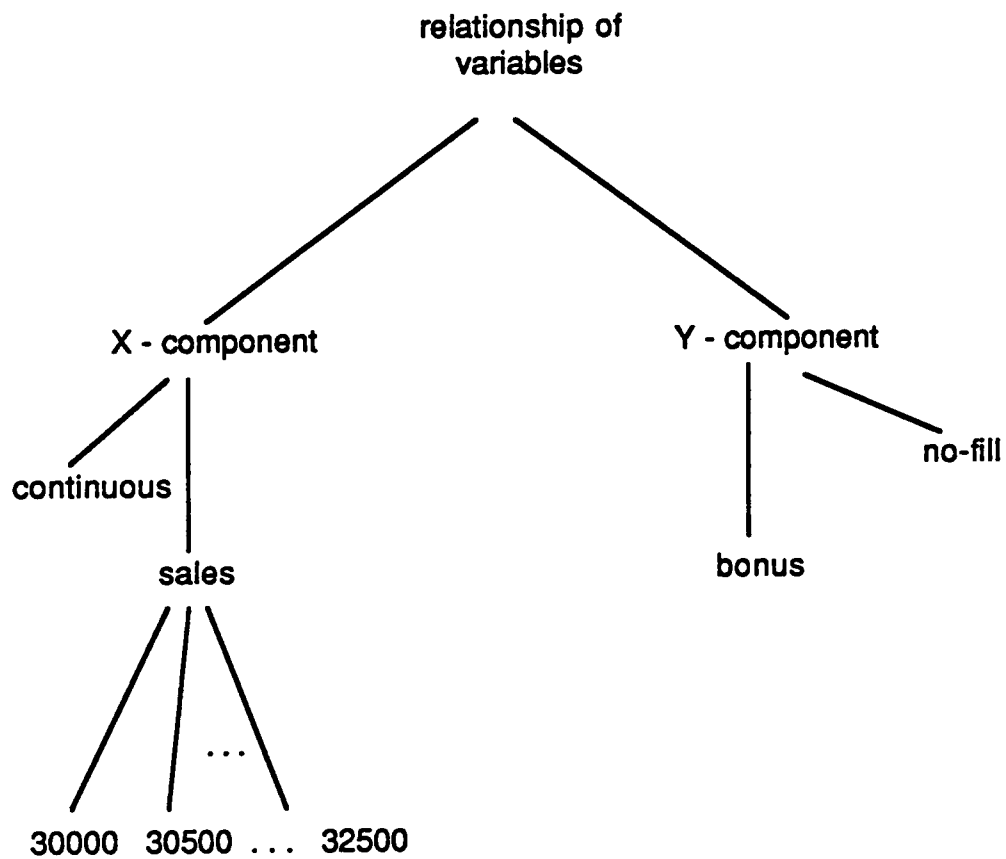 relationship of
variables
X - component
Y - component
continuous
no-fill
sales
bonus
...
30000 30500 ... 32500